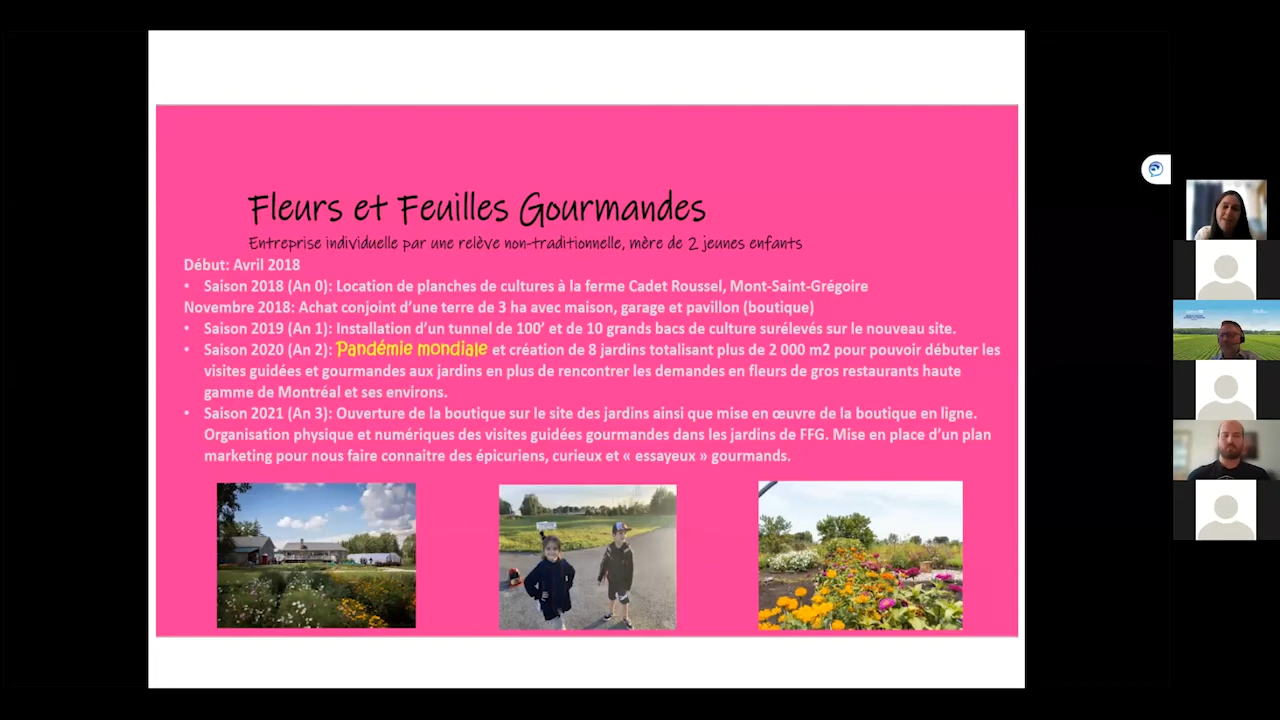 Fleurs et Feuilles Gourmandes
Entreprise individuelle par une relève non-traditionnelle, mère de 2 jeunes enfants
Début: Avril 2018
• Saison 2018 (An 0): Location de planches de cultures à la ferme Cadet Roussel, Mont-Saint-Grégoire
Novembre 2018: Achat conjoint d’une terre de 3 ha avec maison, garage et pavillon (boutique)
• Saison 2019 (An 1): Installation d’un tunnel de 100’ et de 10 grands bacs de culture surélevés sur le nouveau site.
• Saison 2020 (An 2): Pandémie mondiale et création de 8 jardins totalisant plus de 2 000 m2 pour pouvoir débuter les
visites guidées et gourmandes aux jardins en plus de rencontrer les demandes en fleurs de gros restaurants haute
gamme de Montréal et ses environs.
• Saison 2021 (An 3): Ouverture de la boutique sur le site des jardins ainsi que mise en œuvre de la boutique en ligne.
Organisation physique et numériques des visites guidées gourmandes dans les jardins de FFG. Mise en place d’un plan
marketing pour nous faire connaitre des épicuriens, curieux et « essayeux » gourmands.